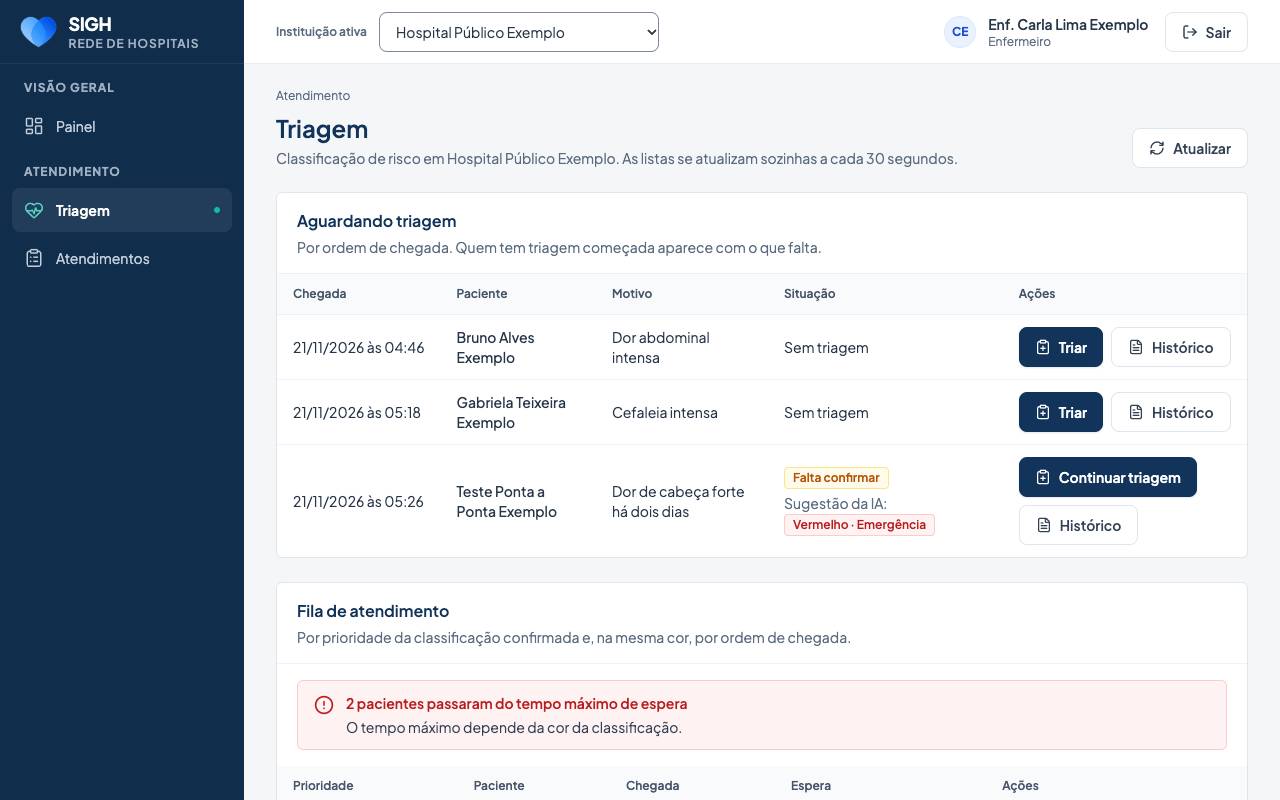 SIGH
REDE DE HOSPITAIS
VISÃO GERAL
Painel
ATENDIMENTO
Triagem
Atendimentos
Instituição ativa
Hospital Público Exemplo
CE
Enf. Carla Lima Exemplo
Enfermeiro
Sair
Atendimento
Triagem
Classificação de risco em Hospital Público Exemplo. As listas se atualizam sozinhas a cada 30 segundos.
Atualizar
Aguardando triagem
Por ordem de chegada. Quem tem triagem começada aparece com o que falta.
Chegada Paciente Motivo Situação Ações
21/11/2026 às 04:46
Bruno Alves
Exemplo
Dor abdominal
intensa
Sem triagem
Triar
Histórico
21/11/2026 às 05:18
Gabriela Teixeira
Exemplo
Cefaleia intensa
Sem triagem
Triar
Histórico
21/11/2026 às 05:26
Teste Ponta a
Ponta Exemplo
Dor de cabeça forte
há dois dias
Falta confirmar
Sugestão da IA:
Vermelho · Emergência
Continuar triagem
Histórico
Fila de atendimento
Por prioridade da classificação confirmada e, na mesma cor, por ordem de chegada.
2 pacientes passaram do tempo máximo de espera
O tempo máximo depende da cor da classificação.
Prioridade Paciente Chegada Espera Ações